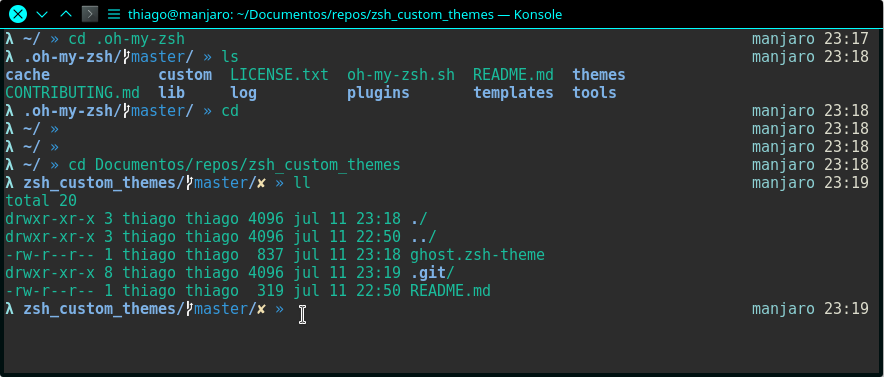 thiago@manjaro: ~/Documentos/repos/zsh_custom_themes — Konsole
λ ~/ » cd .oh-my-zsh manjaro 23:17
λ .oh-my-zsh/master/ » ls manjaro 23:18
cache custom LICENSE.txt oh-my-zsh.sh README.md themes
CONTRIBUTING.md lib log plugins templates tools
λ .oh-my-zsh/master/ » cd manjaro 23:18
λ ~/ » manjaro 23:18
λ ~/ » manjaro 23:18
λ ~/ » cd Documentos/repos/zsh_custom_themes manjaro 23:18
λ zsh_custom_themes/master/✘ » ll manjaro 23:19
total 20
drwxr-xr-x 3 thiago thiago 4096 jul 11 23:18 ./
drwxr-xr-x 3 thiago thiago 4096 jul 11 22:50 ../
-rw-r--r-- 1 thiago thiago 837 jul 11 23:18 ghost.zsh-theme
drwxr-xr-x 8 thiago thiago 4096 jul 11 23:19 .git/
-rw-r--r-- 1 thiago thiago 319 jul 11 22:50 README.md
λ zsh_custom_themes/master/✘ » manjaro 23:19